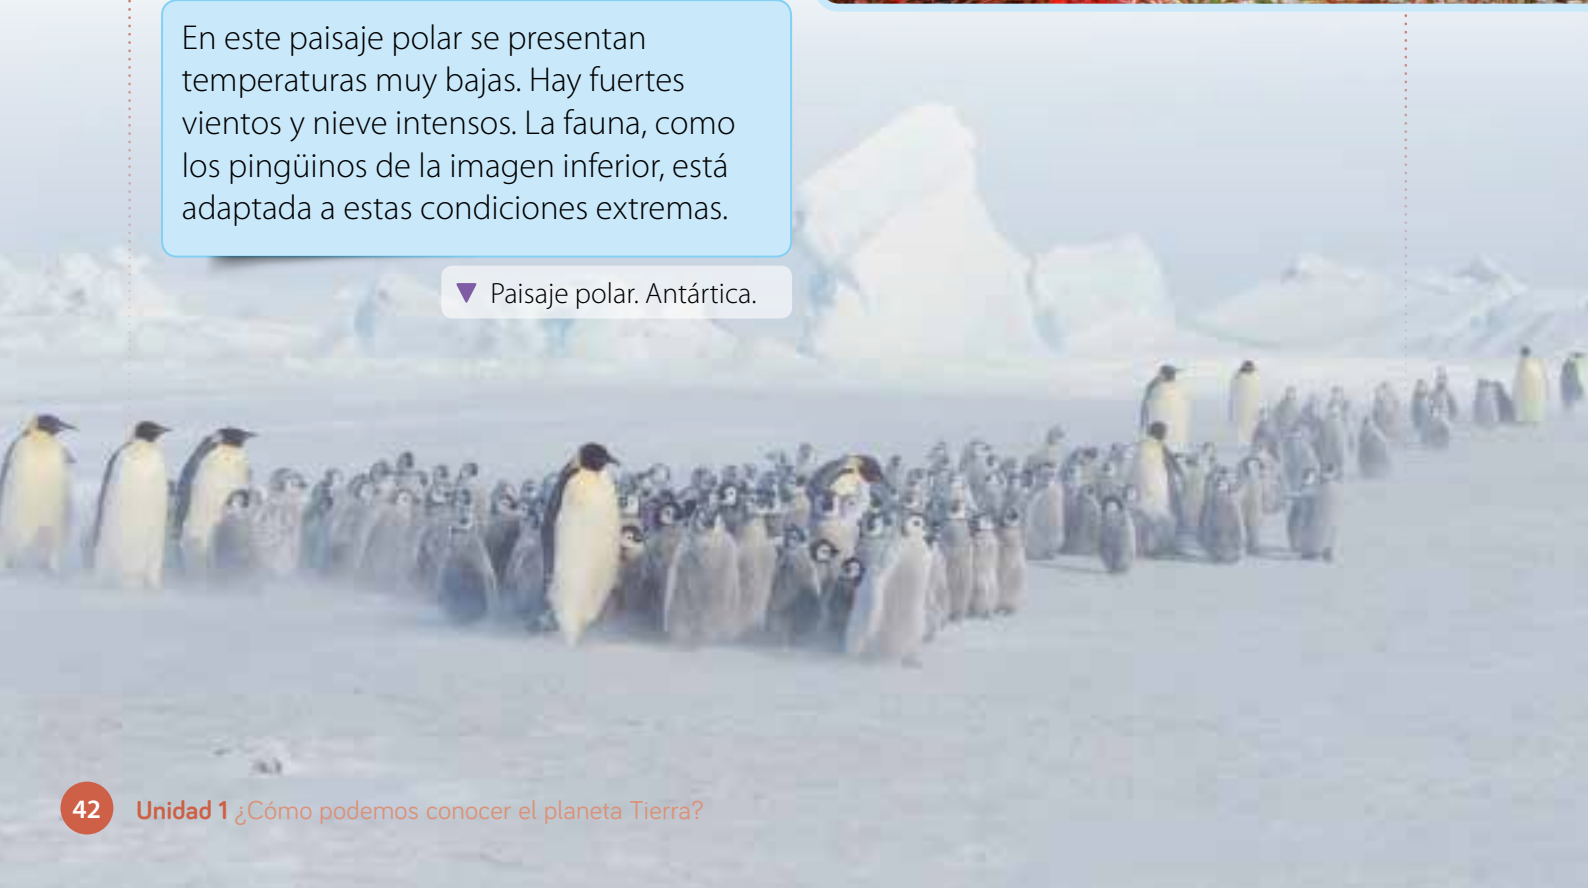 En este paisaje polar se presentan
temperaturas muy bajas. Hay fuertes
vientos y nieve intensos. La fauna, como
los pingüinos de la imagen inferior, está
adaptada a estas condiciones extremas.
▼ Paisaje polar. Antártica.
42 Unidad 1 ¿Cómo podemos conocer el planeta Tierra?